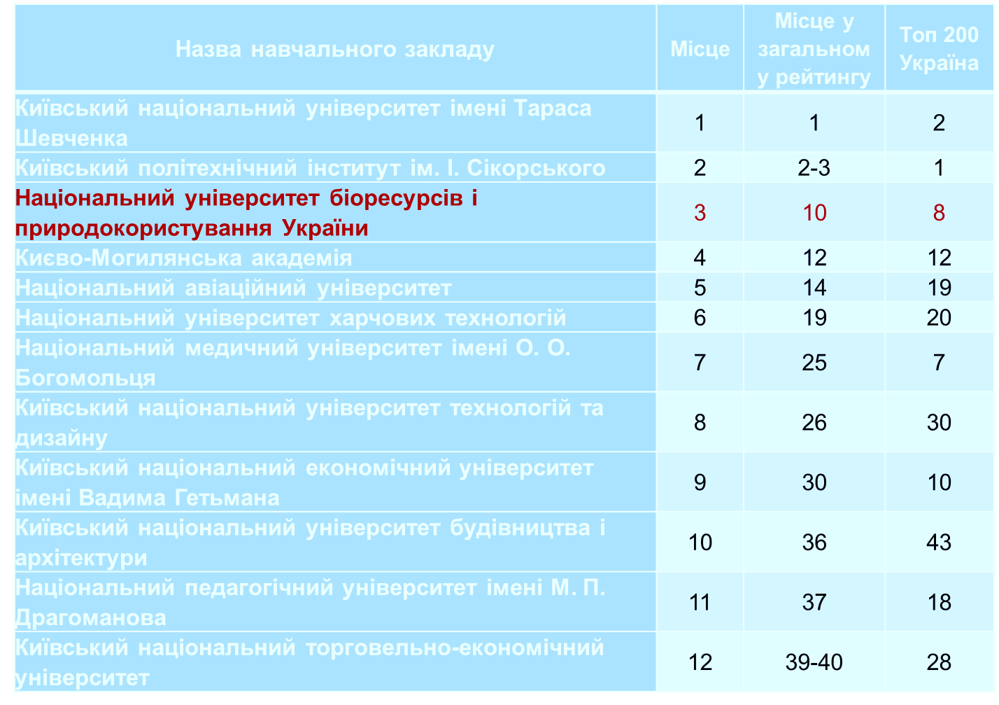 Назва навчального закладу
Місце
Місце у
загальном
у рейтингу
Топ 200
Україна
Київський національний університет імені Тараса
Шевченка
1
1
2
Київський політехнічний інститут ім. І. Сікорського
2
2-3
1
Національний університет біоресурсів і
природокористування України
3
10
8
Києво-Могилянська академія
4
12
12
Національний авіаційний університет
5
14
19
Національний університет харчових технологій
6
19
20
Національний медичний університет імені О. О.
Богомольця
7
25
7
Київський національний університет технологій та
дизайну
8
26
30
Київський національний економічний університет
імені Вадима Гетьмана
9
30
10
Київський національний університет будівництва і
архітектури
10
36
43
Національний педагогічний університет імені М. П.
Драгоманова
11
37
18
Київський національний торговельно-економічний
університет
12
39-40
28